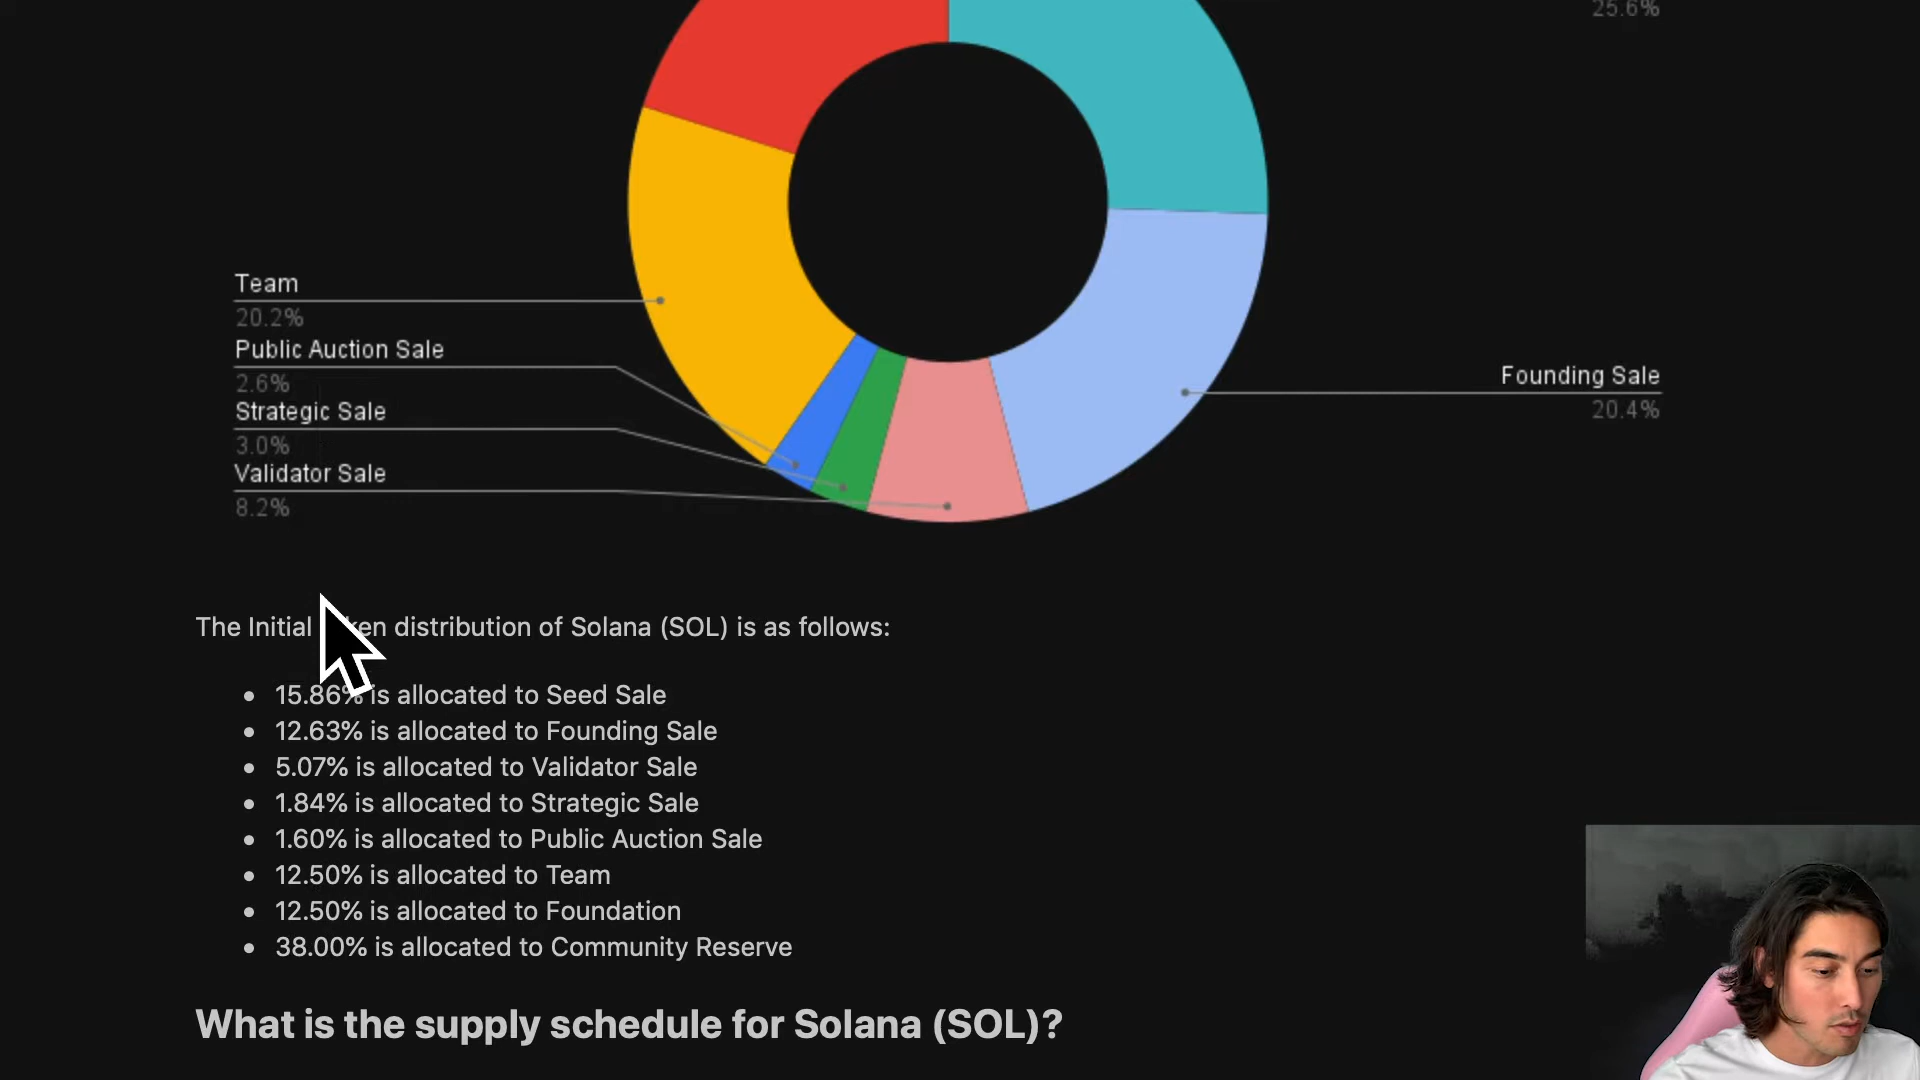 25.6%
Team
20.2%
Public Auction Sale
2.6%
Strategic Sale
3.0%
Validator Sale
8.2%
Founding Sale
20.4%
The Initial distribution of Solana (SOL) is as follows:
• 15.86% is allocated to Seed Sale
• 12.63% is allocated to Founding Sale
• 5.07% is allocated to Validator Sale
• 1.84% is allocated to Strategic Sale
• 1.60% is allocated to Public Auction Sale
• 12.50% is allocated to Team
• 12.50% is allocated to Foundation
• 38.00% is allocated to Community Reserve
What is the supply schedule for Solana (SOL)?